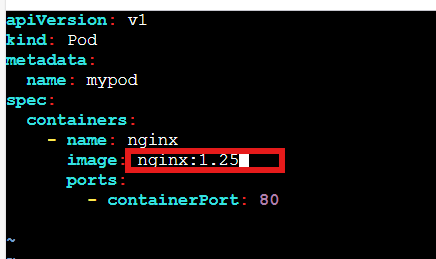 apiVersion: v1
kind: Pod
metadata:
  name: mypod
spec:
  containers:
    - name: nginx
      image: nginx:1.25
      ports:
        - containerPort: 80
~
~